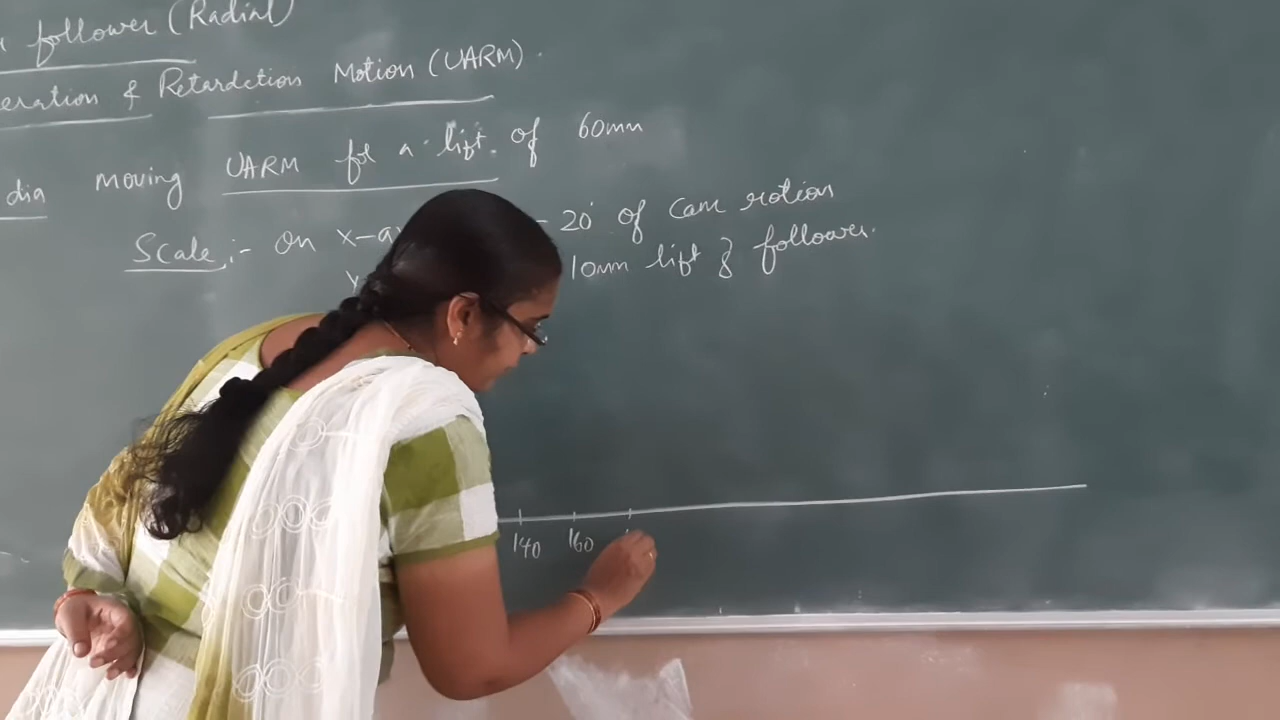 follower (Radial)
eration & Retardation Motion (UARM).
dia moving UARM for a lift of 60mm
Scale :- On x-ax - 20° of Cam rotion
y 10mm lift of follower.
140 160